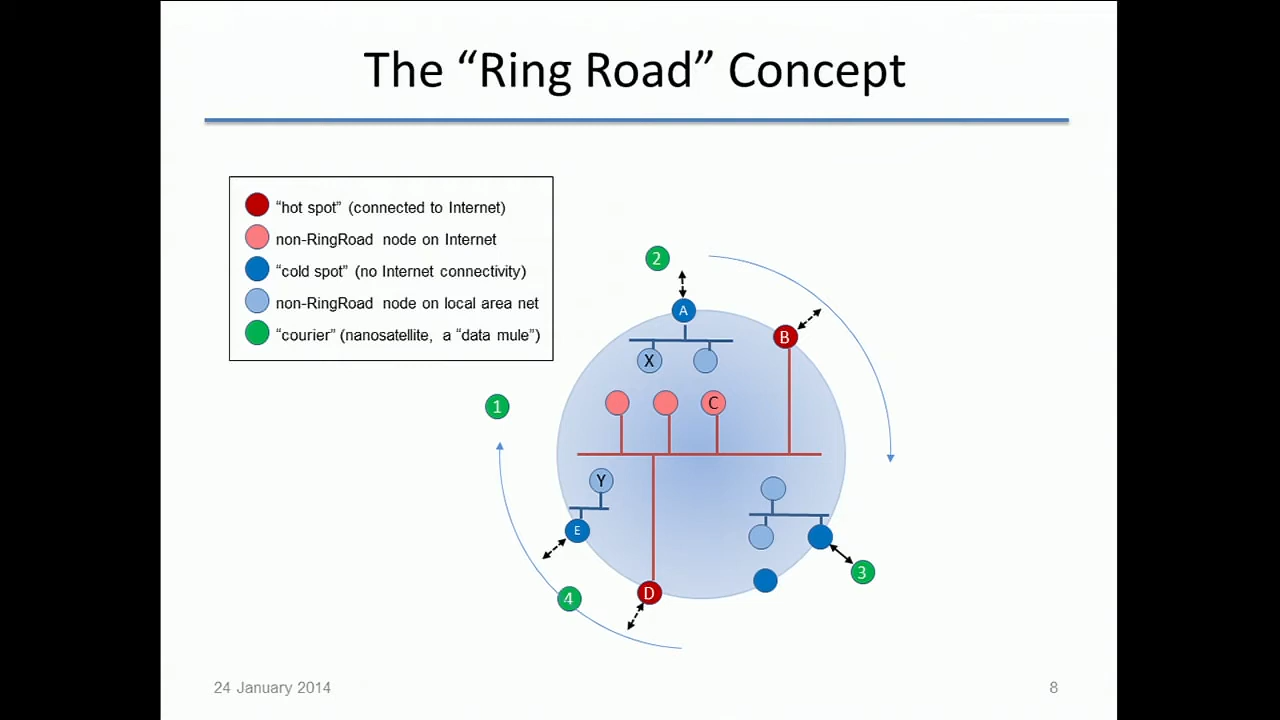 The “Ring Road” Concept
“hot spot” (connected to Internet)
non-RingRoad node on Internet
“cold spot” (no Internet connectivity)
non-RingRoad node on local area net
“courier” (nanosatellite, a “data mule”)
2
A
B
X
C
1
Y
E
3
D
4
24 January 2014
8